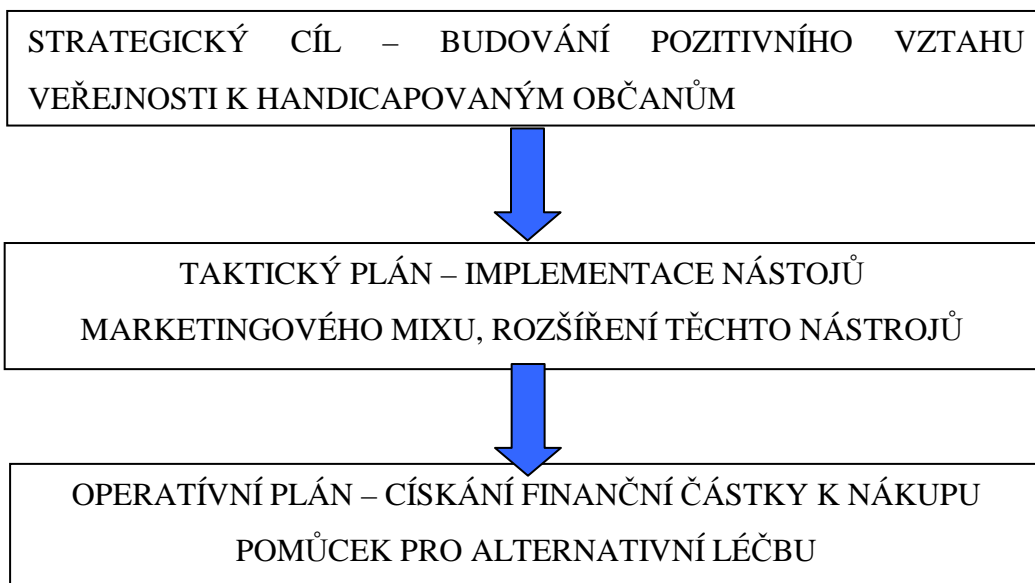 STRATEGICKÝ CÍL – BUDOVÁNÍ POZITIVNÍHO VZTAHU
VEŘEJNOSTI K HANDICAPOVANÝM OBČANŮM
TAKTICKÝ PLÁN – IMPLEMENTACE NÁSTOJŮ
MARKETINGOVÉHO MIXU, ROZŠÍŘENÍ TĚCHTO NÁSTROJŮ
OPERATÍVNÍ PLÁN – CÍSKÁNÍ FINANČNÍ ČÁSTKY K NÁKUPU
POMŮCEK PRO ALTERNATIVNÍ LÉČBU